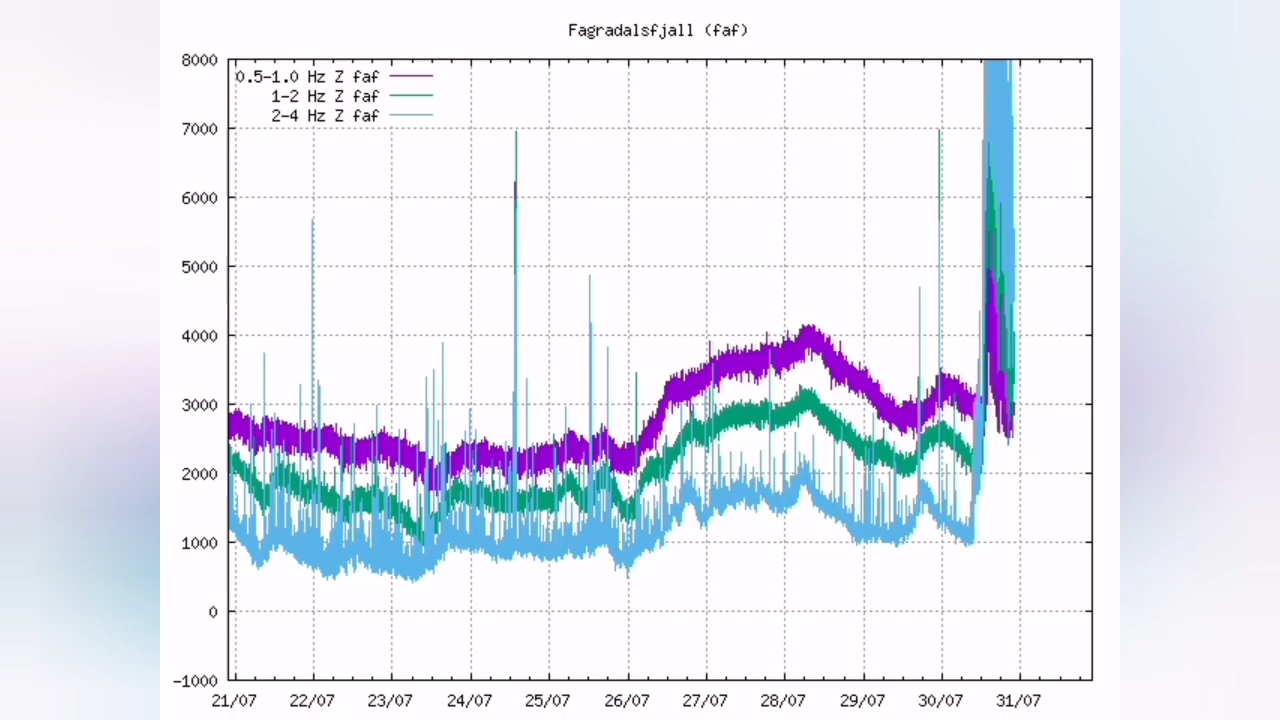 Fagradalsfjall (faf)
8000
0.5-1.0 Hz Z faf
1-2 Hz Z faf
2-4 Hz Z faf
7000
6000
5000
4000
3000
2000
1000
0
-1000
21/07 22/07 23/07 24/07 25/07 26/07 27/07 28/07 29/07 30/07 31/07